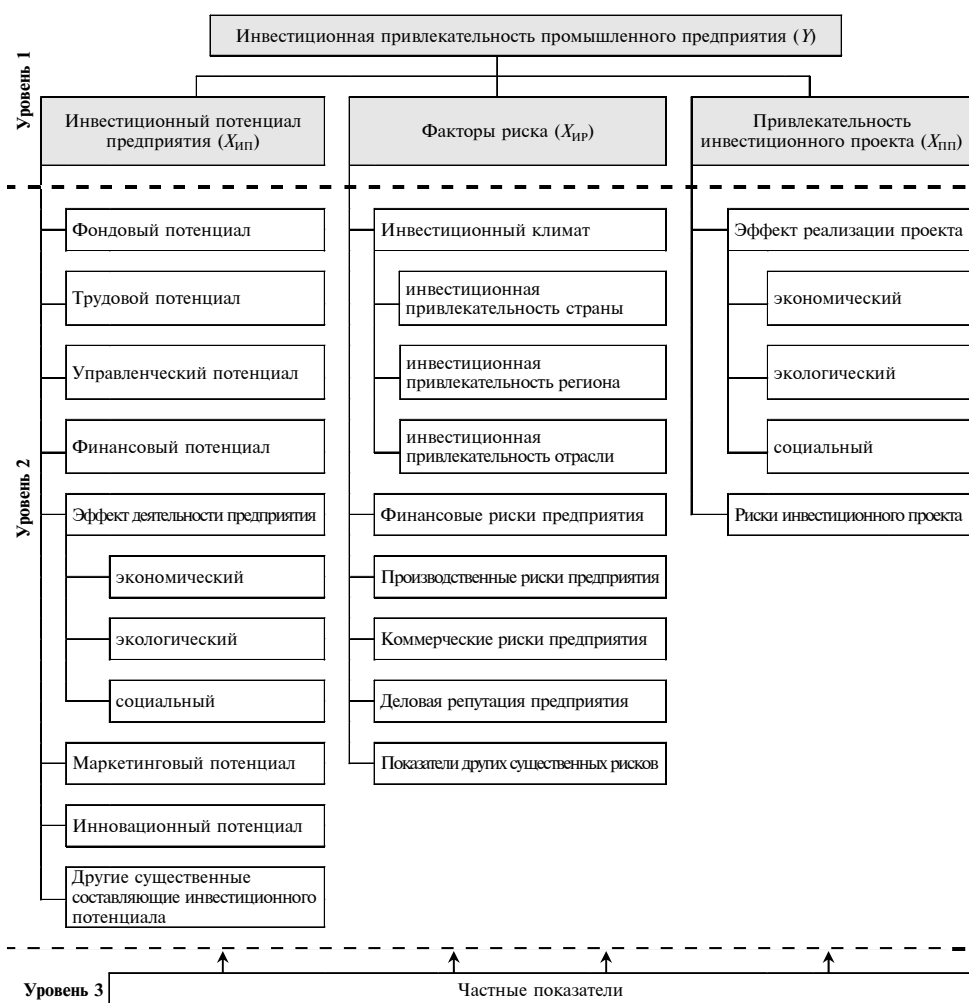 Уровень 1
Инвестиционная привлекательность промышленного предприятия (Y)
Инвестиционный потенциал
предприятия (XИП)
Факторы риска (XИР)
Привлекательность
инвестиционного проекта (XПП)
Уровень 2
Фондовый потенциал
Трудовой потенциал
Управленческий потенциал
Финансовый потенциал
Эффект деятельности предприятия
экономический
экологический
социальный
Маркетинговый потенциал
Инновационный потенциал
Другие существенные
составляющие инвестиционного
потенциала
Инвестиционный климат
инвестиционная
привлекательность страны
инвестиционная
привлекательность региона
инвестиционная
привлекательность отрасли
Финансовые риски предприятия
Производственные риски предприятия
Коммерческие риски предприятия
Деловая репутация предприятия
Показатели других существенных рисков
Эффект реализации проекта
экономический
экологический
социальный
Риски инвестиционного проекта
Уровень 3
Частные показатели